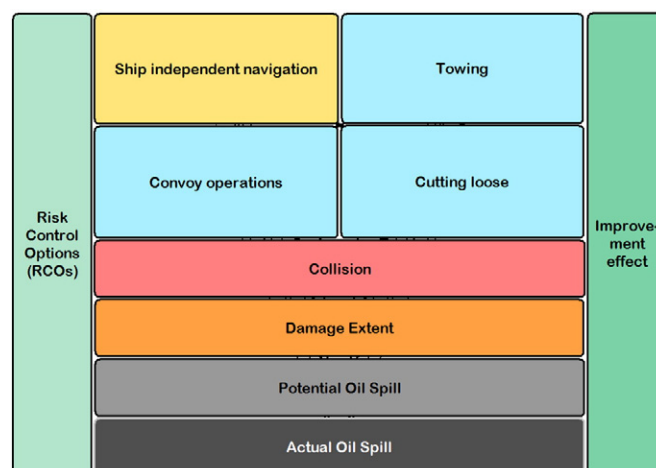 Ship independent navigation
Towing
Convoy operations
Cutting loose
Risk
Control
Options
(RCOs)
Improve-
ment
effect
Collision
Damage Extent
Potential Oil Spill
Actual Oil Spill